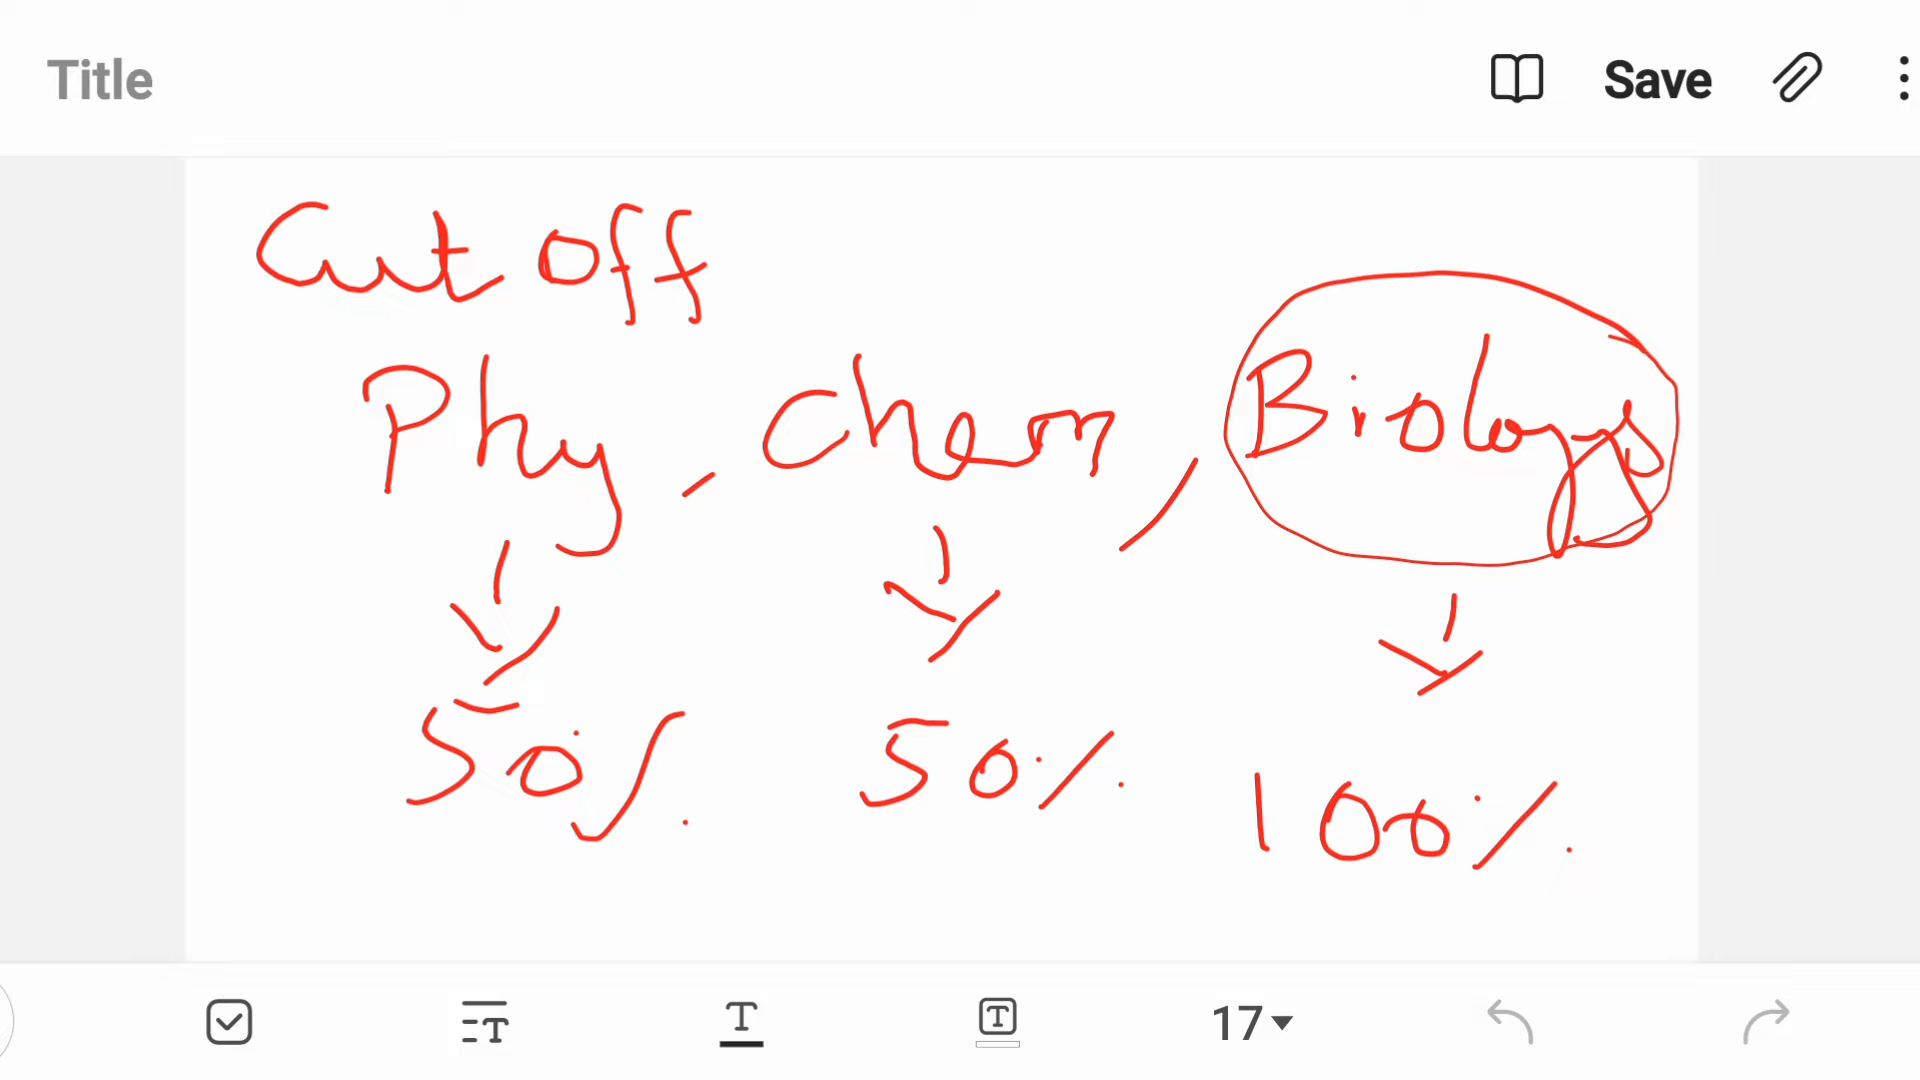 Title Save
Cut off
Phy, Chem, Biology
50% 50% 100%
17